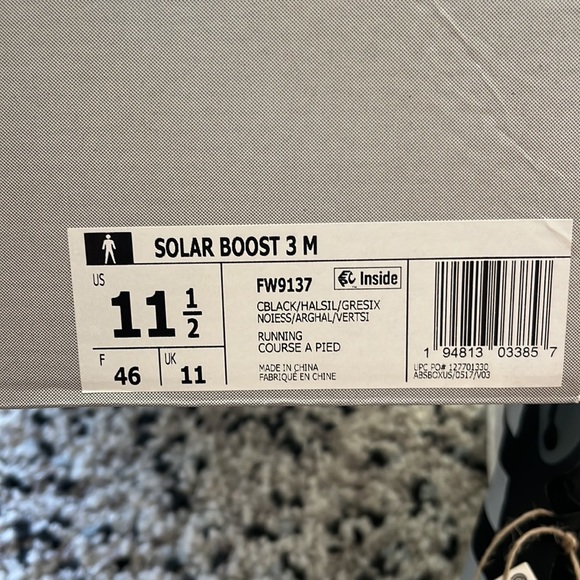 SOLAR BOOST 3 M
US
11 1/2
F
46
UK
11
FW9137
Inside
CBLACK/HALSIL/GRESIX
NOIESS/ARGHAL/VERTSI
RUNNING
COURSE A PIED
MADE IN CHINA
FABRIQUÉ EN CHINE
1 94813 03385 7
UPC PO# 127701330
ABSBOXUS/0517/V03